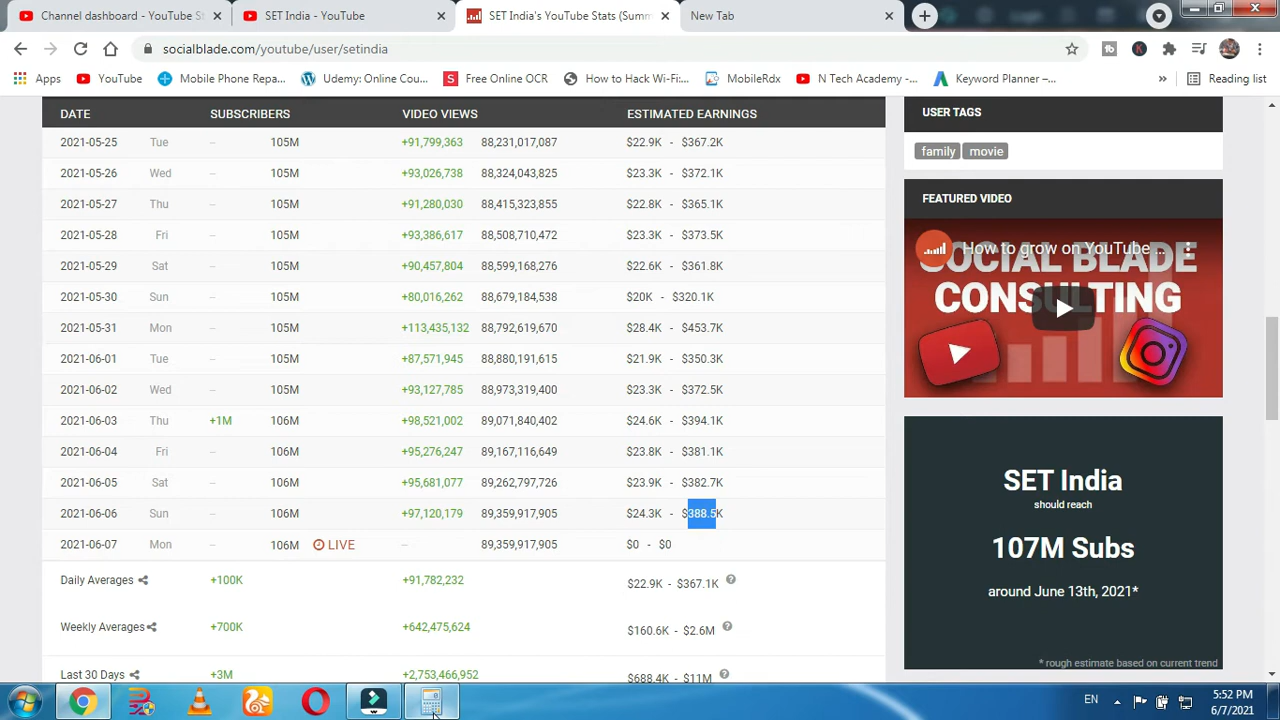 Channel dashboard - YouTube S × SET India - YouTube × SET India's YouTube Stats (Summ × New Tab ×
socialblade.com/youtube/user/setindia
Apps YouTube Mobile Phone Repa... Udemy: Online Cou... Free Online OCR How to Hack Wi-Fi:... MobileRdx N Tech Academy -... Keyword Planner –... » Reading list
DATE SUBSCRIBERS VIDEO VIEWS ESTIMATED EARNINGS
2021-05-25 Tue -- 105M +91,799,363 88,231,017,087 $22.9K - $367.2K
2021-05-26 Wed -- 105M +93,026,738 88,324,043,825 $23.3K - $372.1K
2021-05-27 Thu -- 105M +91,280,030 88,415,323,855 $22.8K - $365.1K
2021-05-28 Fri -- 105M +93,386,617 88,508,710,472 $23.3K - $373.5K
2021-05-29 Sat -- 105M +90,457,804 88,599,168,276 $22.6K - $361.8K
2021-05-30 Sun -- 105M +80,016,262 88,679,184,538 $20K - $320.1K
2021-05-31 Mon -- 105M +113,435,132 88,792,619,670 $28.4K - $453.7K
2021-06-01 Tue -- 105M +87,571,945 88,880,191,615 $21.9K - $350.3K
2021-06-02 Wed -- 105M +93,127,785 88,973,319,400 $23.3K - $372.5K
2021-06-03 Thu +1M 106M +98,521,002 89,071,840,402 $24.6K - $394.1K
2021-06-04 Fri -- 106M +95,276,247 89,167,116,649 $23.8K - $381.1K
2021-06-05 Sat -- 106M +95,681,077 89,262,797,726 $23.9K - $382.7K
2021-06-06 Sun -- 106M +97,120,179 89,359,917,905 $24.3K - $388.5K
2021-06-07 Mon -- 106M LIVE -- 89,359,917,905 $0 - $0
Daily Averages +100K +91,782,232 $22.9K - $367.1K ?
Weekly Averages +700K +642,475,624 $160.6K - $2.6M ?
Last 30 Days +3M +2,753,466,952 $688.4K - $11M ?
USER TAGS
family movie
FEATURED VIDEO
How to grow on YouTube ...
SOCIAL BLADE
CONSULTING
SET India
should reach
107M Subs
around June 13th, 2021*
* rough estimate based on current trend
EN 5:52 PM
6/7/2021